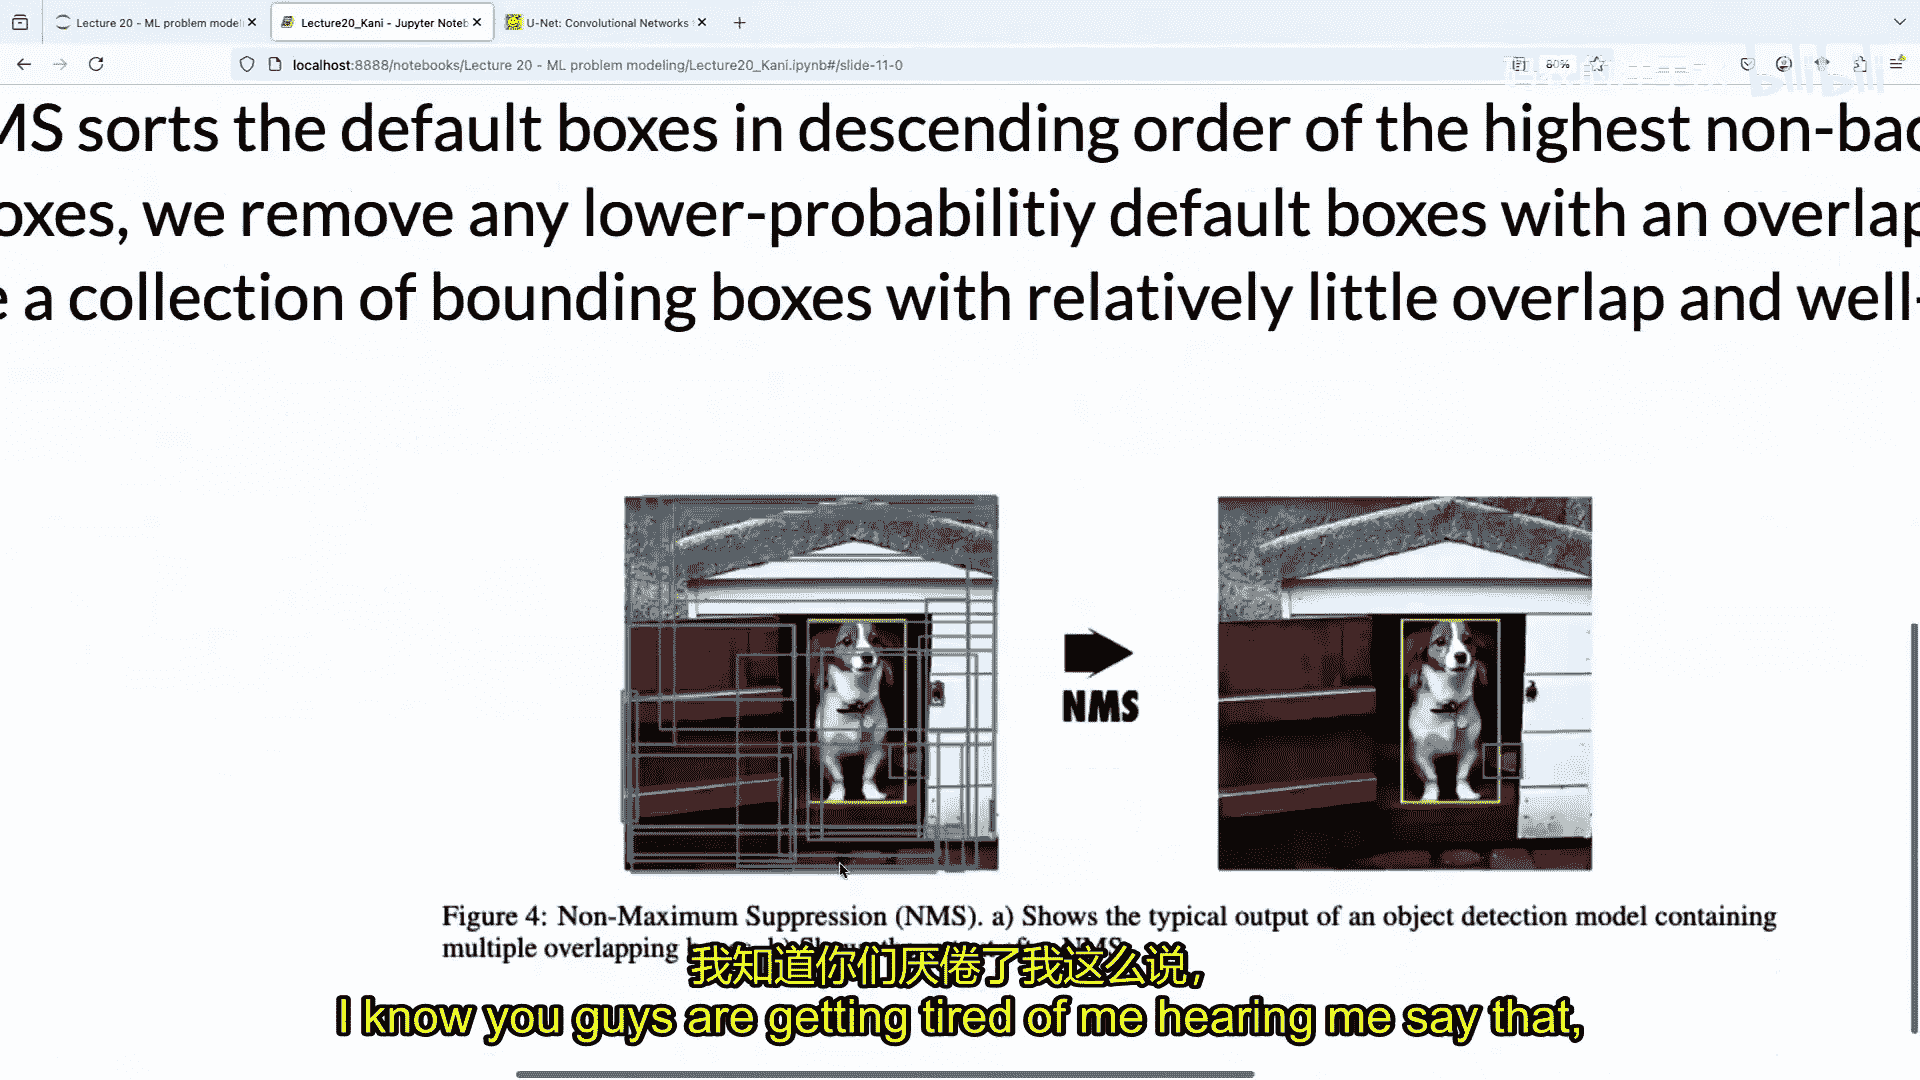 Lecture 20 - ML problem model
Lecture20_Kani - Jupyter Noteb
U-Net: Convolutional Networks
localhost:8888/notebooks/Lecture 20 - ML problem modeling/Lecture20_Kani.ipynb#/slide-11-0
80%
MS sorts the default boxes in descending order of the highest non-bac
oxes, we remove any lower-probabilitiy default boxes with an overlap
e a collection of bounding boxes with relatively little overlap and well-
NMS
Figure 4: Non-Maximum Suppression (NMS). a) Shows the typical output of an object detection model containing
multiple overlapping
我知道你们厌倦了我这么说,
I know you guys are getting tired of me hearing me say that,